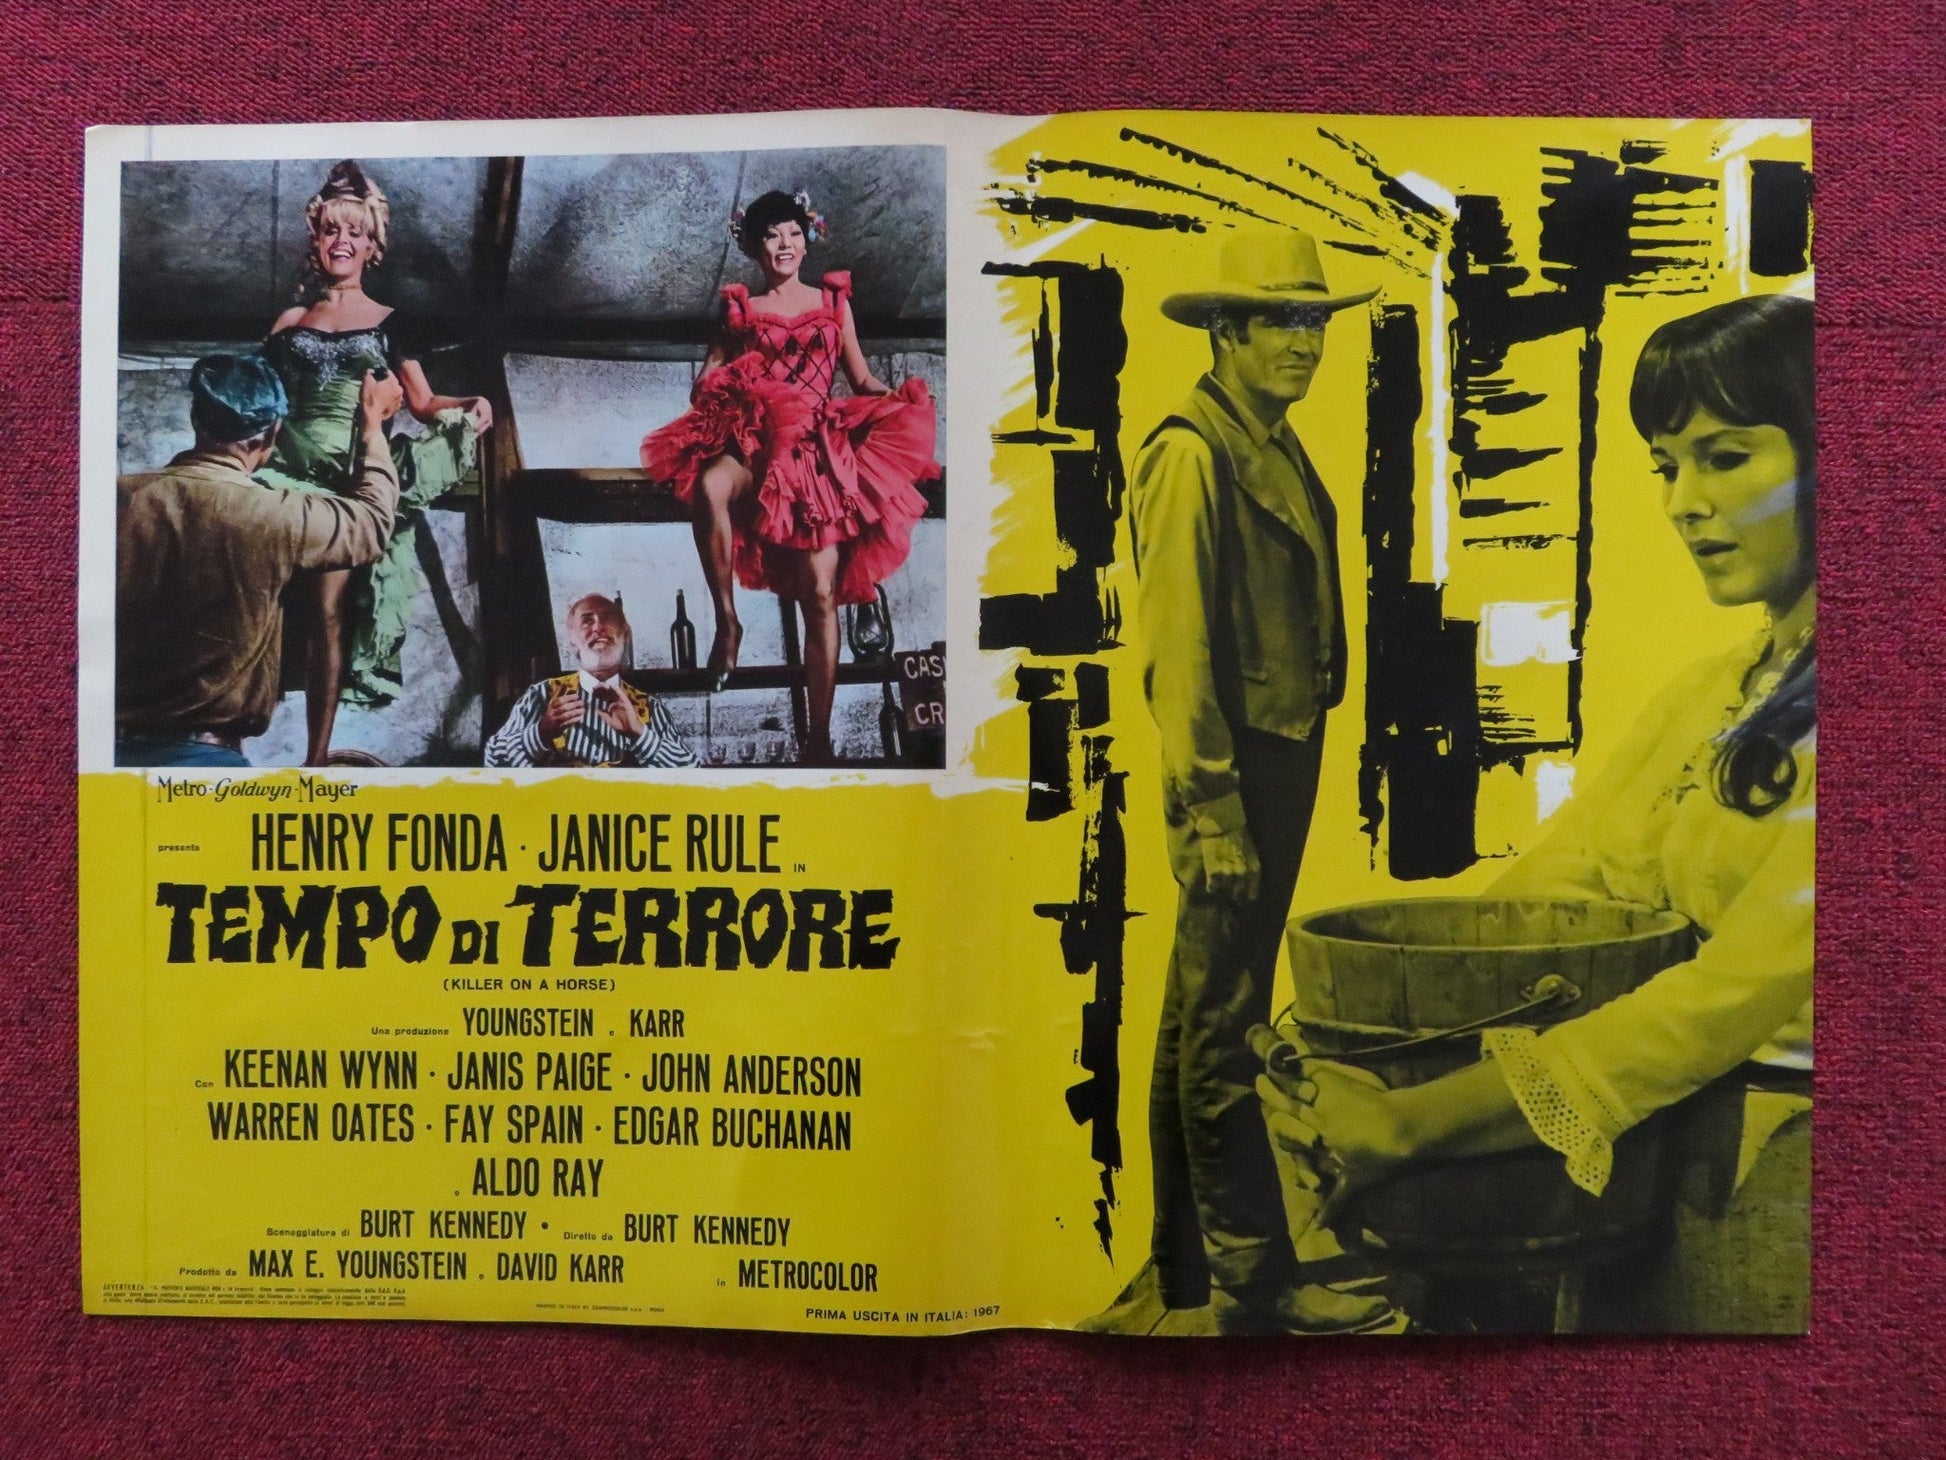 CAS
CR
Metro-Goldwyn-Mayer
presenta HENRY FONDA · JANICE RULE IN
TEMPO DI TERRORE
(KILLER ON A HORSE)
Una produzione YOUNGSTEIN e KARR
Con KEENAN WYNN · JANIS PAIGE · JOHN ANDERSON
WARREN OATES · FAY SPAIN · EDGAR BUCHANAN
e ALDO RAY
Sceneggiatura di BURT KENNEDY · Diretto da BURT KENNEDY
Prodotto da MAX E. YOUNGSTEIN e DAVID KARR in METROCOLOR
AVVERTENZA
PRIMA USCITA IN ITALIA: 1967